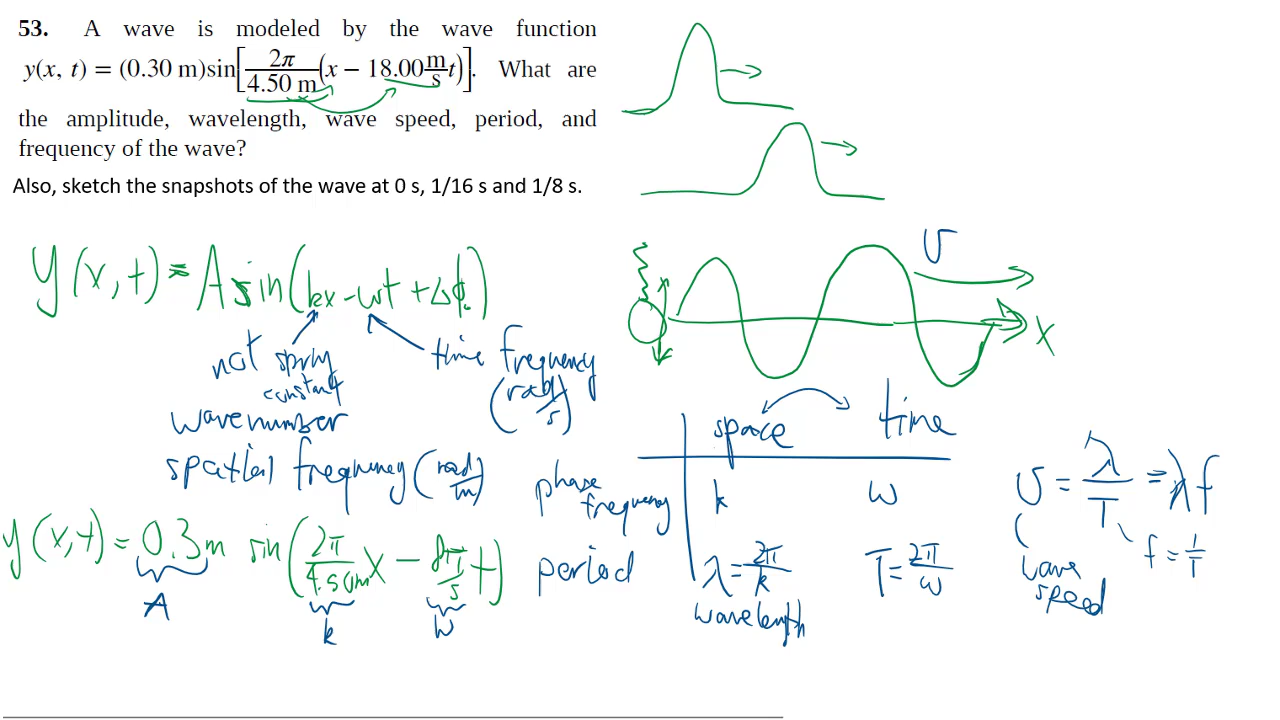 53. A wave is modeled by the wave function
y(x, t) = (0.30 m)sin[2π/4.50 m (x − 18.00 m/s t)]. What are
the amplitude, wavelength, wave speed, period, and
frequency of the wave?
Also, sketch the snapshots of the wave at 0 s, 1/16 s and 1/8 s.
y(x,t) = A sin(kx - ωt + Δφ)
υ
x
not spring constant
time frequency (rad/s)
wavenumber
spatial frequency (rad/m)
space time
phase frequency k ω
υ = λ/T = λf
f = 1/T
wave speed
y(x,t) = 0.3m sin(2π/4.50m x - 8π/s t)
A k ω
period λ = 2π/k T = 2π/ω
wavelength